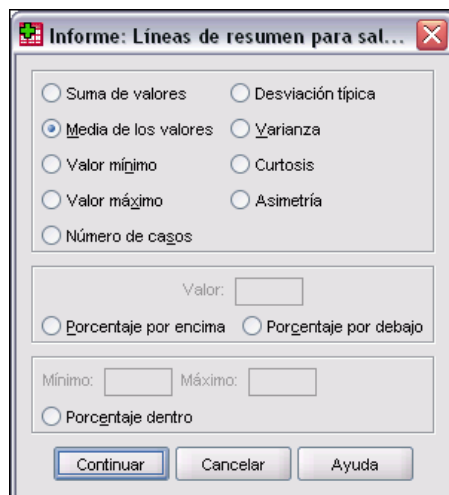 Informe: Líneas de resumen para sal...
Suma de valores Desviación típica
Media de los valores Varianza
Valor mínimo Curtosis
Valor máximo Asimetría
Número de casos
Valor:
Porcentaje por encima Porcentaje por debajo
Mínimo: Máximo:
Porcentaje dentro
Continuar Cancelar Ayuda